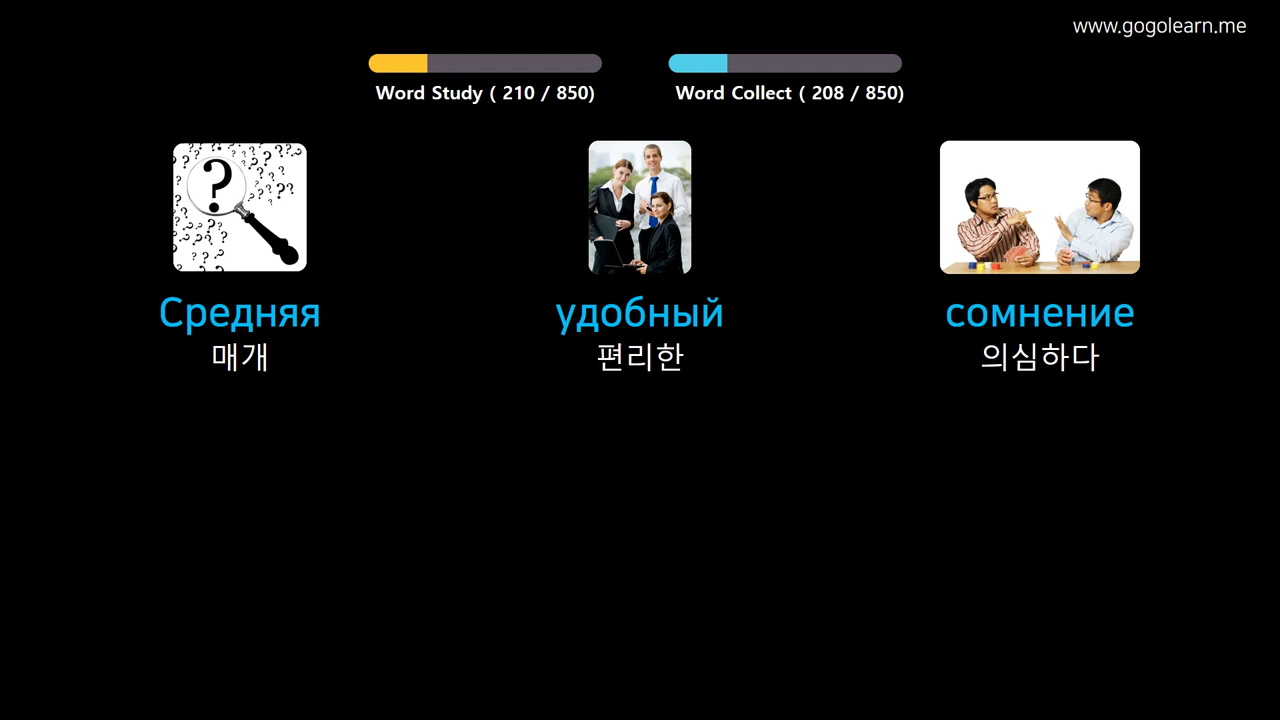 www.gogolearn.me
Word Study ( 210 / 850)
Word Collect ( 208 / 850)
Средняя
매개
удобный
편리한
сомнение
의심하다